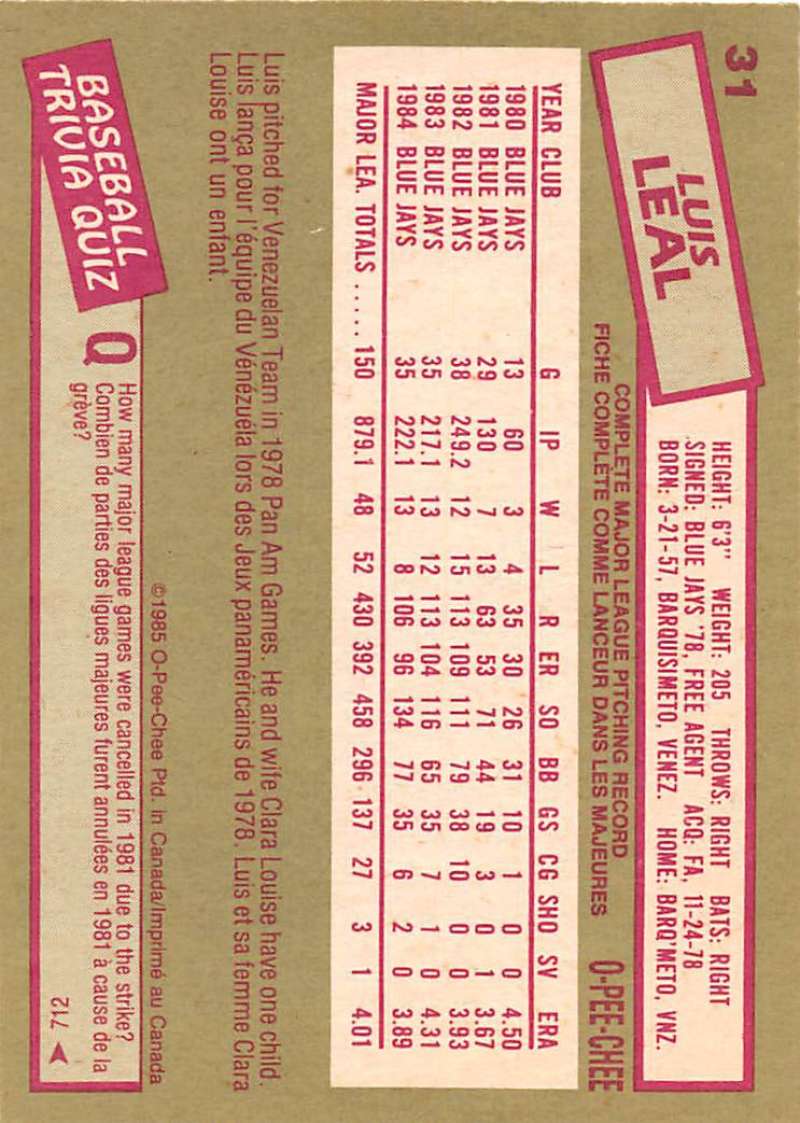 31
LUIS
LEAL
HEIGHT: 6'3" WEIGHT: 205 THROWS: RIGHT BATS: RIGHT
SIGNED: BLUE JAYS '78, FREE AGENT ACQ: FA, 11-24-78
BORN: 3-21-57, BARQUISIMETO, VENEZ. HOME: BARQ'METO, VNZ.
COMPLETE MAJOR LEAGUE PITCHING RECORD
FICHE COMPLÈTE COMME LANCEUR DANS LES MAJEURES
O-PEE-CHEE
YEAR CLUB G IP W L R ER SO BB GS CG SHO SV ERA
1980 BLUE JAYS 13 60 3 4 35 30 26 31 10 1 0 0 4.50
1981 BLUE JAYS 29 130 7 13 63 53 71 44 19 3 0 1 3.67
1982 BLUE JAYS 38 249.2 12 15 113 109 111 79 38 10 0 0 3.93
1983 BLUE JAYS 35 217.1 13 12 113 104 116 65 35 7 1 0 4.31
1984 BLUE JAYS 35 222.1 13 8 106 96 134 77 35 6 2 0 3.89
MAJOR LEA. TOTALS ..... 150 879.1 48 52 430 392 458 296 137 27 3 1 4.01
Luis pitched for Venezuelan Team in 1978 Pan Am Games. He and wife Clara Louise have one child.
Luis lança pour l'équipe du Vénézuéla lors des Jeux panaméricains de 1978. Luis et sa femme Clara
Louise ont un enfant.
©1985 O-Pee-Chee Ptd. in Canada/Imprimé au Canada
BASEBALL
TRIVIA QUIZ
Q
How many major league games were cancelled in 1981 due to the strike?
Combien de parties des ligues majeures furent annulées en 1981 à cause de la
grève?
712